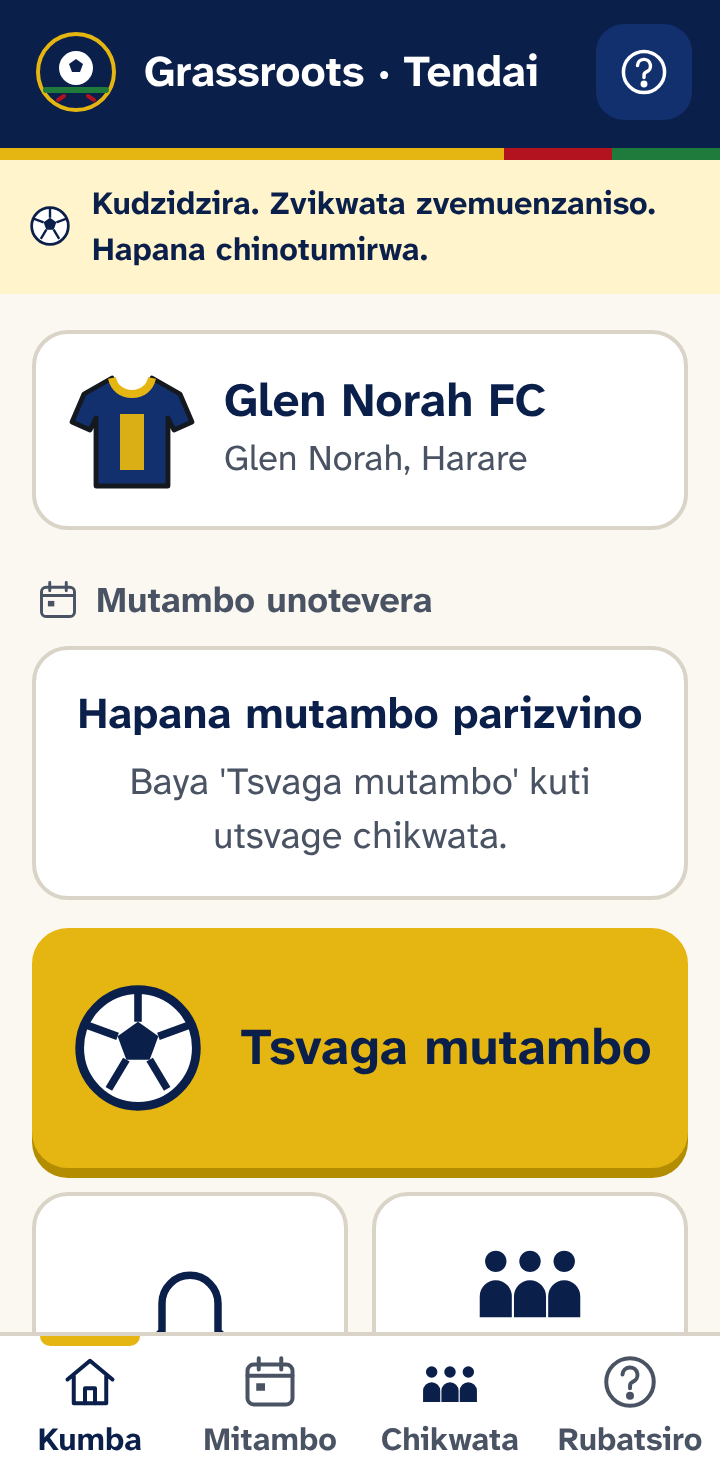 Grassroots · Tendai
Kudzidzira. Zvikwata zvemuenzaniso.
Hapana chinotumirwa.
Glen Norah FC
Glen Norah, Harare
Mutambo unotevera
Hapana mutambo parizvino
Baya 'Tsvaga mutambo' kuti
utsvage chikwata.
Tsvaga mutambo
Kumba
Mitambo
Chikwata
Rubatsiro